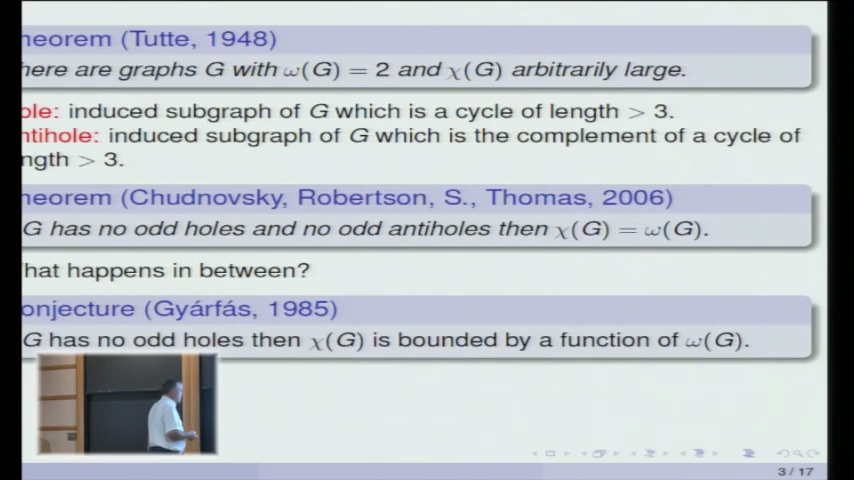 heorem (Tutte, 1948)
here are graphs G with ω(G) = 2 and χ(G) arbitrarily large.
ole: induced subgraph of G which is a cycle of length > 3.
ntihole: induced subgraph of G which is the complement of a cycle of
ngth > 3.
heorem (Chudnovsky, Robertson, S., Thomas, 2006)
G has no odd holes and no odd antiholes then χ(G) = ω(G).
hat happens in between?
onjecture (Gyárfás, 1985)
G has no odd holes then χ(G) is bounded by a function of ω(G).
3 / 17